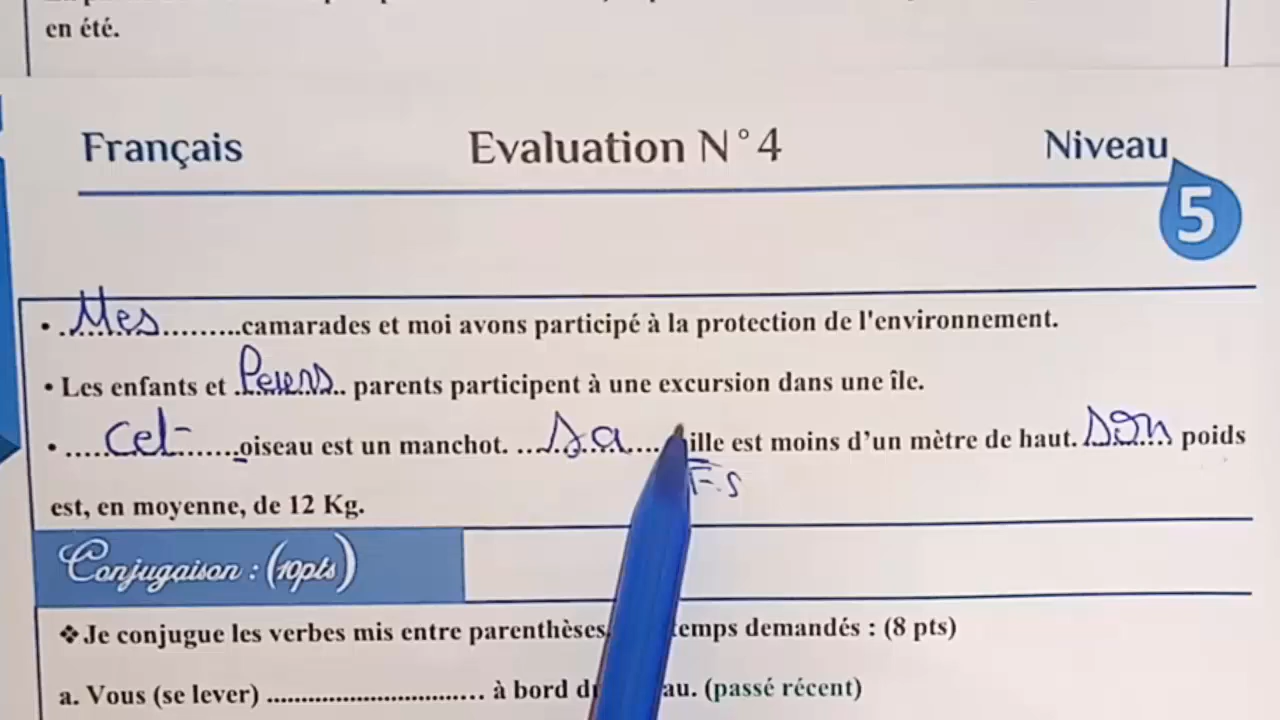 en été.
Français Evaluation N°4 Niveau 5
• Mes camarades et moi avons participé à la protection de l'environnement.
• Les enfants et parents participent à une excursion dans une île.
• Cet oiseau est un manchot. Sa ille est moins d'un mètre de haut. Son poids
F.S
est, en moyenne, de 12 Kg.
Conjugaison : (10pts)
❖Je conjugue les verbes mis entre parenthèses emps demandés : (8 pts)
a. Vous (se lever) ................................ à bord d au. (passé récent)